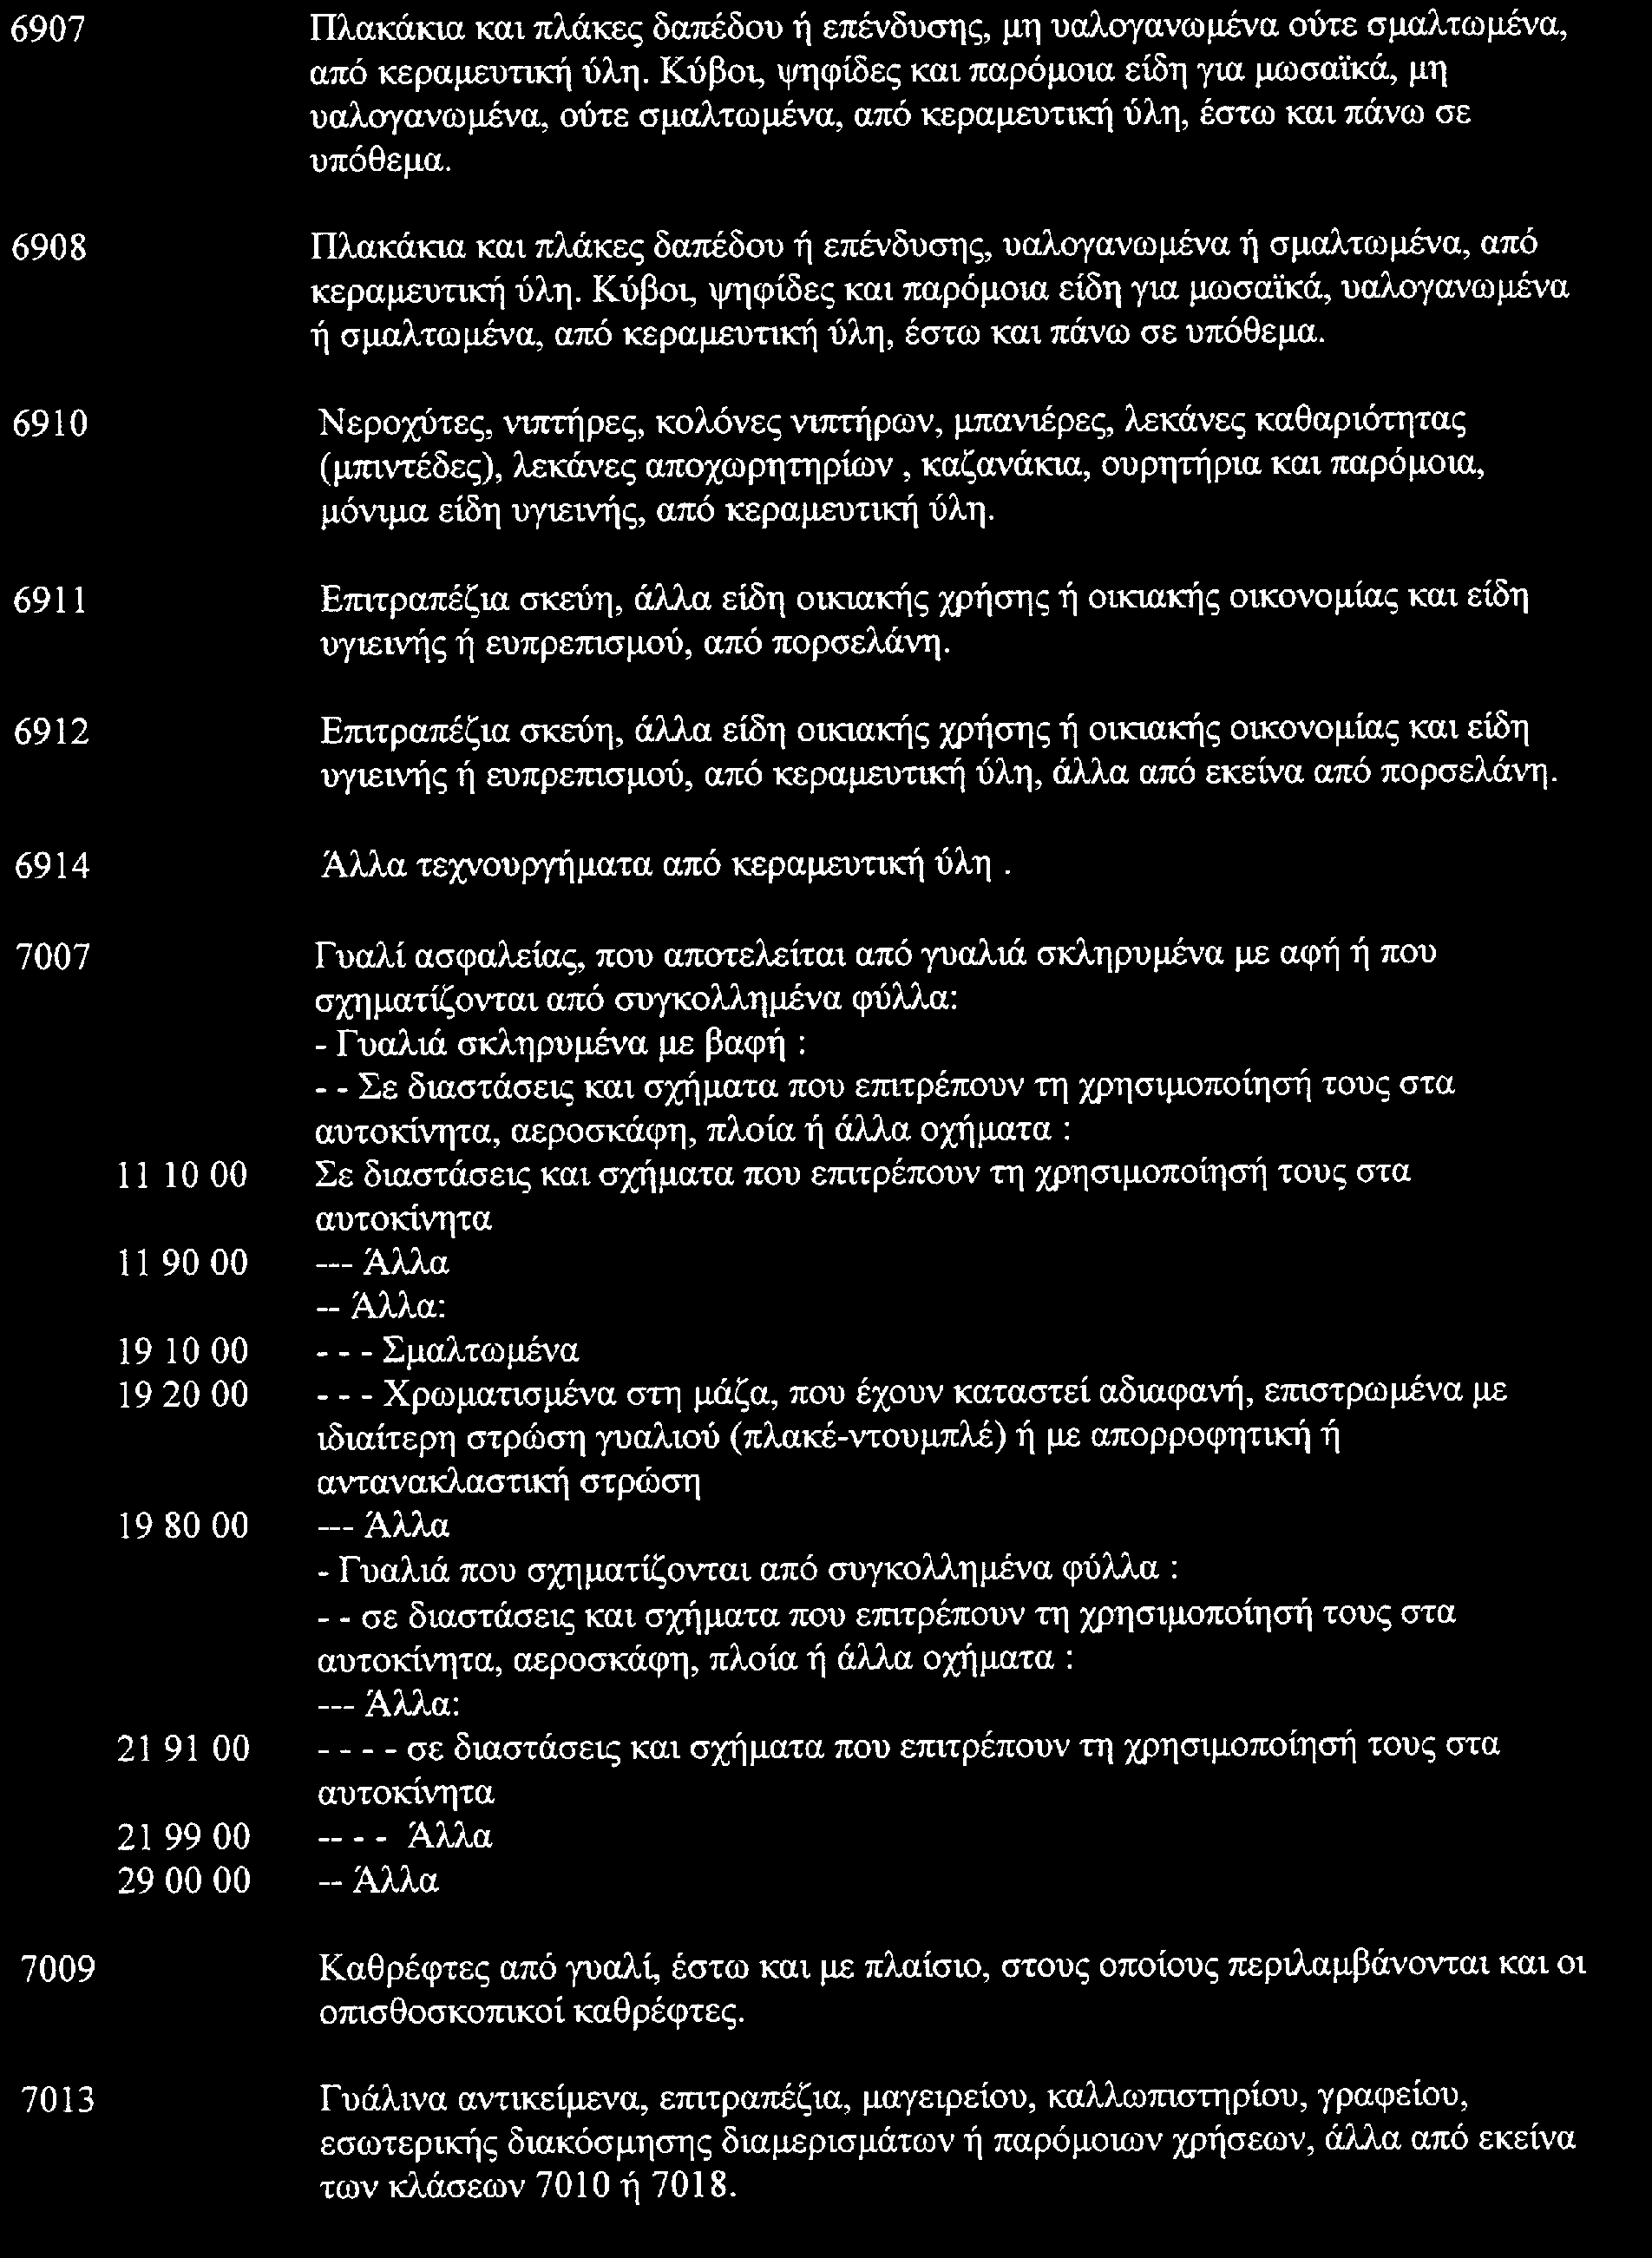 6907 Πλακάκια και πλάκες δαπέδου ή επένδυσης, μη υαλογανωμένα ούτε σμαλτωμένα,
από κεραμευτική ύλη. Κύβοι, ψηφίδες και παρόμοια είδη για μωσαϊκά, μη
υαλογανωμένα, ούτε σμαλτωμένα, από κεραμευτική ύλη, έστω και πάνω σε
υπόθεμα.
6908 Πλακάκια και πλάκες δαπέδου ή επένδυσης, υαλογανωμένα ή σμαλτωμένα, από
κεραμευτική ύλη. Κύβοι, ψηφίδες και παρόμοια είδη για μωσαϊκά, υαλογανωμένα
ή σμαλτωμένα, από κεραμευτική ύλη, έστω και πάνω σε υπόθεμα.
6910 Νεροχύτες, νιπτήρες, κολόνες νιπτήρων, μπανιέρες, λεκάνες καθαριότητας
(μπιντέδες), λεκάνες αποχωρητηρίων , καζανάκια, ουρητήρια και παρόμοια,
μόνιμα είδη υγιεινής, από κεραμευτική ύλη.
6911 Επιτραπέζια σκεύη, άλλα είδη οικιακής χρήσης ή οικιακής οικονομίας και είδη
υγιεινής ή ευπρεπισμού, από πορσελάνη.
6912 Επιτραπέζια σκεύη, άλλα είδη οικιακής χρήσης ή οικιακής οικονομίας και είδη
υγιεινής ή ευπρεπισμού, από κεραμευτική ύλη, άλλα από εκείνα από πορσελάνη.
6914 Άλλα τεχνουργήματα από κεραμευτική ύλη .
7007 Γυαλί ασφαλείας, που αποτελείται από γυαλιά σκληρυμένα με αφή ή που
σχηματίζονται από συγκολλημένα φύλλα:
- Γυαλιά σκληρυμένα με βαφή :
- - Σε διαστάσεις και σχήματα που επιτρέπουν τη χρησιμοποίησή τους στα
αυτοκίνητα, αεροσκάφη, πλοία ή άλλα οχήματα :
11 10 00 Σε διαστάσεις και σχήματα που επιτρέπουν τη χρησιμοποίησή τους στα
αυτοκίνητα
11 90 00 --- Άλλα
-- Άλλα:
19 10 00 - - - Σμαλτωμένα
19 20 00 - - - Χρωματισμένα στη μάζα, που έχουν καταστεί αδιαφανή, επιστρωμένα με
ιδιαίτερη στρώση γυαλιού (πλακέ-ντουμπλέ) ή με απορροφητική ή
αντανακλαστική στρώση
19 80 00 --- Άλλα
- Γυαλιά που σχηματίζονται από συγκολλημένα φύλλα :
- - σε διαστάσεις και σχήματα που επιτρέπουν τη χρησιμοποίησή τους στα
αυτοκίνητα, αεροσκάφη, πλοία ή άλλα οχήματα :
--- Άλλα:
21 91 00 - - - - σε διαστάσεις και σχήματα που επιτρέπουν τη χρησιμοποίησή τους στα
αυτοκίνητα
21 99 00 -- - - Άλλα
29 00 00 -- Άλλα
7009 Καθρέφτες από γυαλί, έστω και με πλαίσιο, στους οποίους περιλαμβάνονται και οι
οπισθοσκοπικοί καθρέφτες.
7013 Γυάλινα αντικείμενα, επιτραπέζια, μαγειρείου, καλλωπιστηρίου, γραφείου,
εσωτερικής διακόσμησης διαμερισμάτων ή παρόμοιων χρήσεων, άλλα από εκείνα
των κλάσεων 7010 ή 7018.